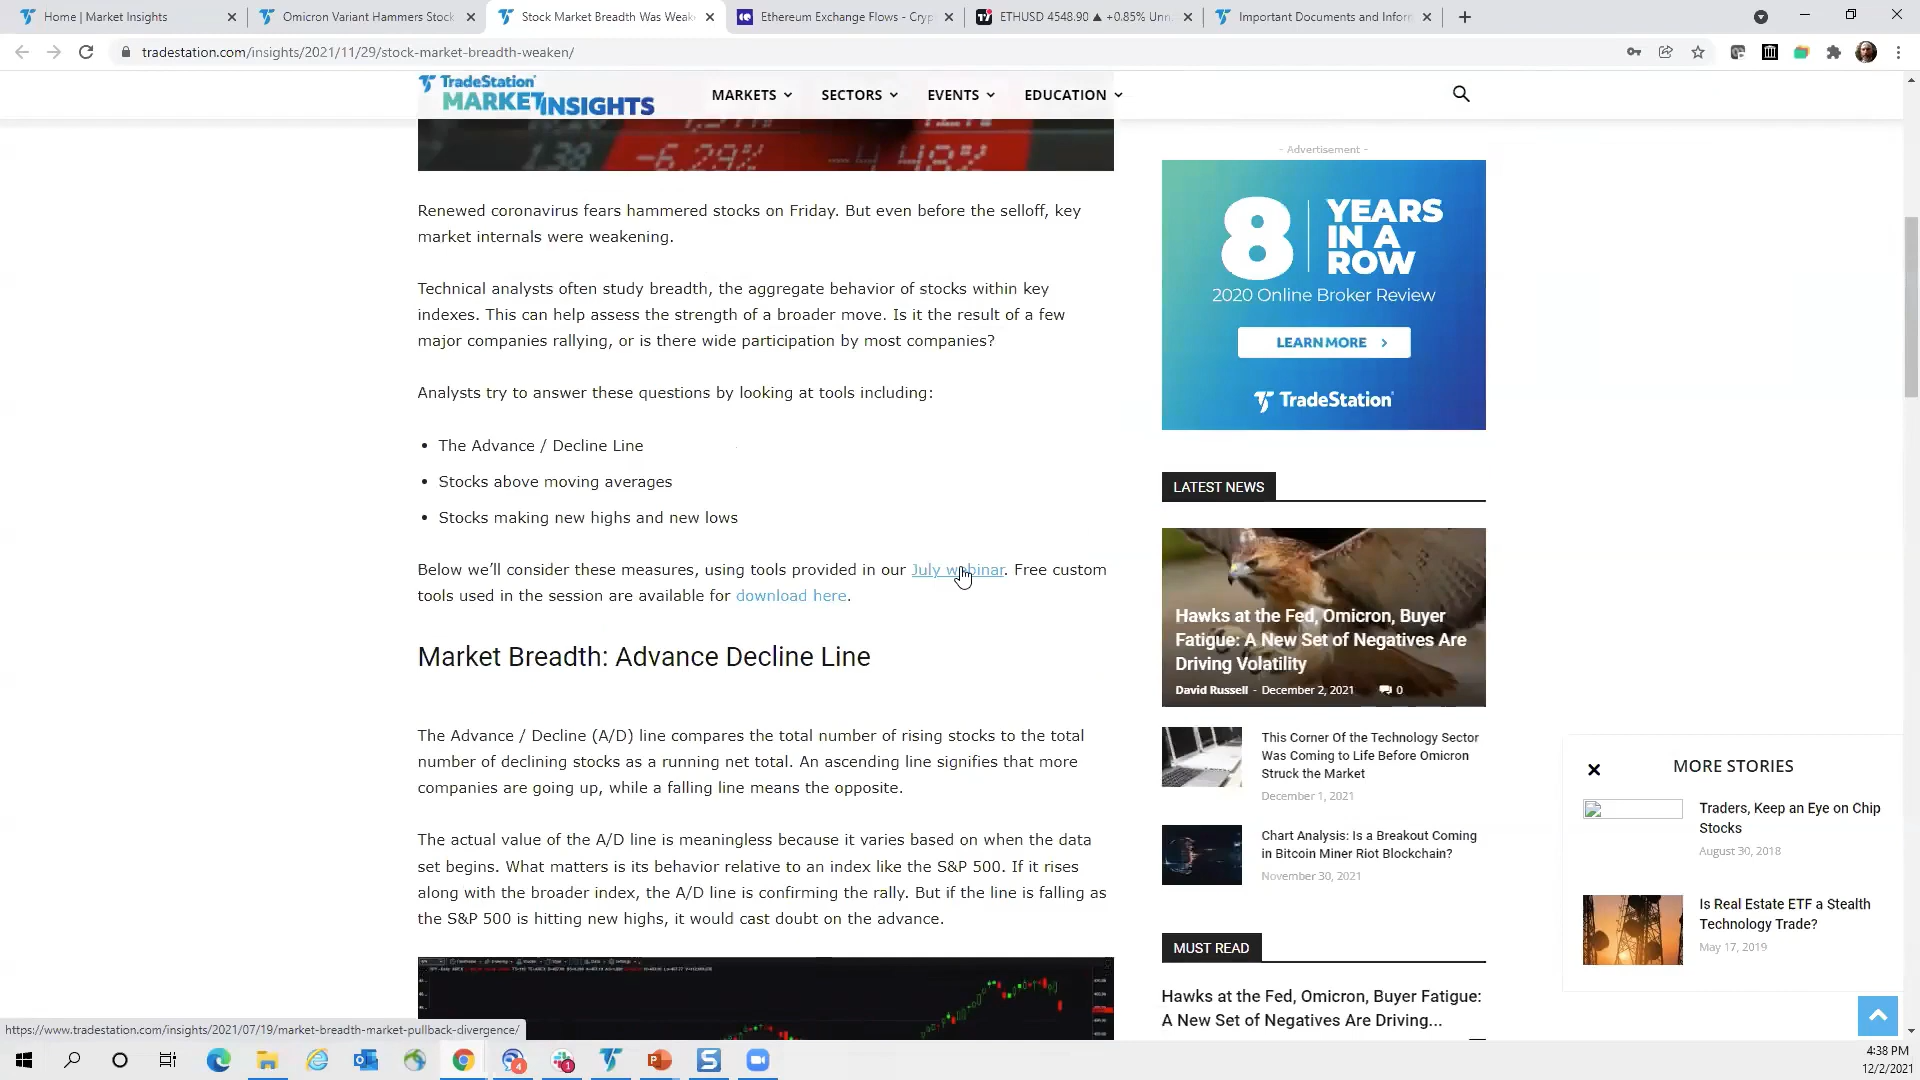 Home | Market Insights
Omicron Variant Hammers Stock
Stock Market Breadth Was Weak
Ethereum Exchange Flows - Cryp
ETHUSD 4548.90 ▲ +0.85% Unn
Important Documents and Inform
tradestation.com/insights/2021/11/29/stock-market-breadth-weaken/
TradeStation
MARKET INSIGHTS
MARKETS
SECTORS
EVENTS
EDUCATION
1.38 -6.29% 4.48%
Renewed coronavirus fears hammered stocks on Friday. But even before the selloff, key
market internals were weakening.
Technical analysts often study breadth, the aggregate behavior of stocks within key
indexes. This can help assess the strength of a broader move. Is it the result of a few
major companies rallying, or is there wide participation by most companies?
Analysts try to answer these questions by looking at tools including:
• The Advance / Decline Line
• Stocks above moving averages
• Stocks making new highs and new lows
Below we'll consider these measures, using tools provided in our July webinar. Free custom
tools used in the session are available for download here.
Market Breadth: Advance Decline Line
The Advance / Decline (A/D) line compares the total number of rising stocks to the total
number of declining stocks as a running net total. An ascending line signifies that more
companies are going up, while a falling line means the opposite.
The actual value of the A/D line is meaningless because it varies based on when the data
set begins. What matters is its behavior relative to an index like the S&P 500. If it rises
along with the broader index, the A/D line is confirming the rally. But if the line is falling as
the S&P 500 is hitting new highs, it would cast doubt on the advance.
- Advertisement -
8
YEARS
IN A
ROW
2020 Online Broker Review
LEARN MORE >
TradeStation
LATEST NEWS
Hawks at the Fed, Omicron, Buyer
Fatigue: A New Set of Negatives Are
Driving Volatility
David Russell - December 2, 2021 0
This Corner Of the Technology Sector
Was Coming to Life Before Omicron
Struck the Market
December 1, 2021
Chart Analysis: Is a Breakout Coming
in Bitcoin Miner Riot Blockchain?
November 30, 2021
MUST READ
Hawks at the Fed, Omicron, Buyer Fatigue:
A New Set of Negatives Are Driving...
MORE STORIES
Traders, Keep an Eye on Chip
Stocks
August 30, 2018
Is Real Estate ETF a Stealth
Technology Trade?
May 17, 2019
https://www.tradestation.com/insights/2021/07/19/market-breadth-market-pullback-divergence/
4
1
4:38 PM
12/2/2021